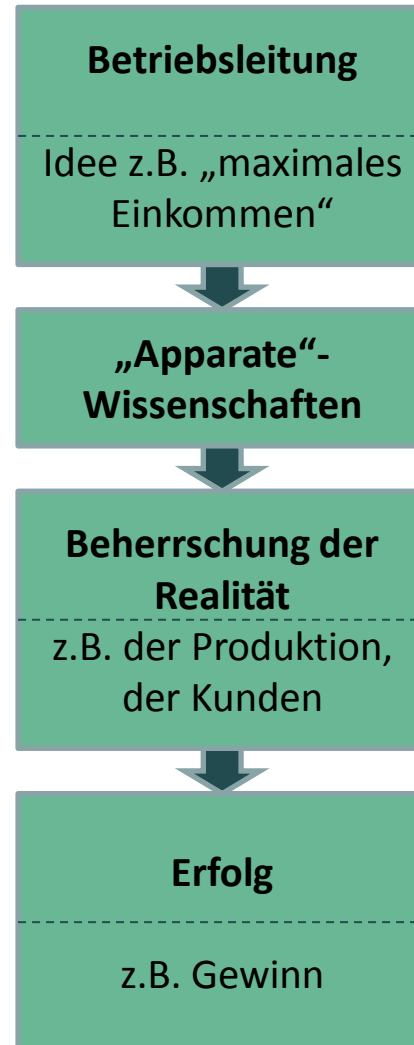 Betriebsleitung
Idee z.B. „maximales
Einkommen“
„Apparate“-
Wissenschaften
Beherrschung der
Realität
z.B. der Produktion,
der Kunden
Erfolg
z.B. Gewinn